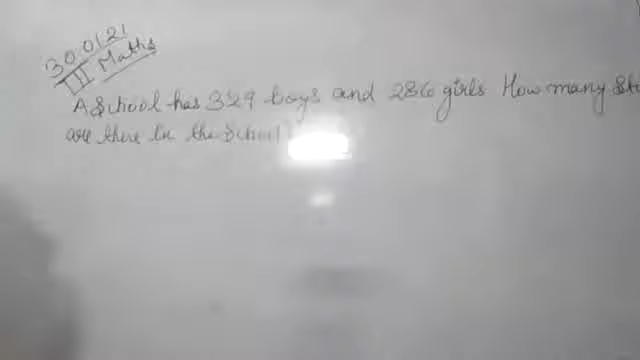 30.01.21
III Maths
A School has 329 boys and 286 girls How many
are there in the School